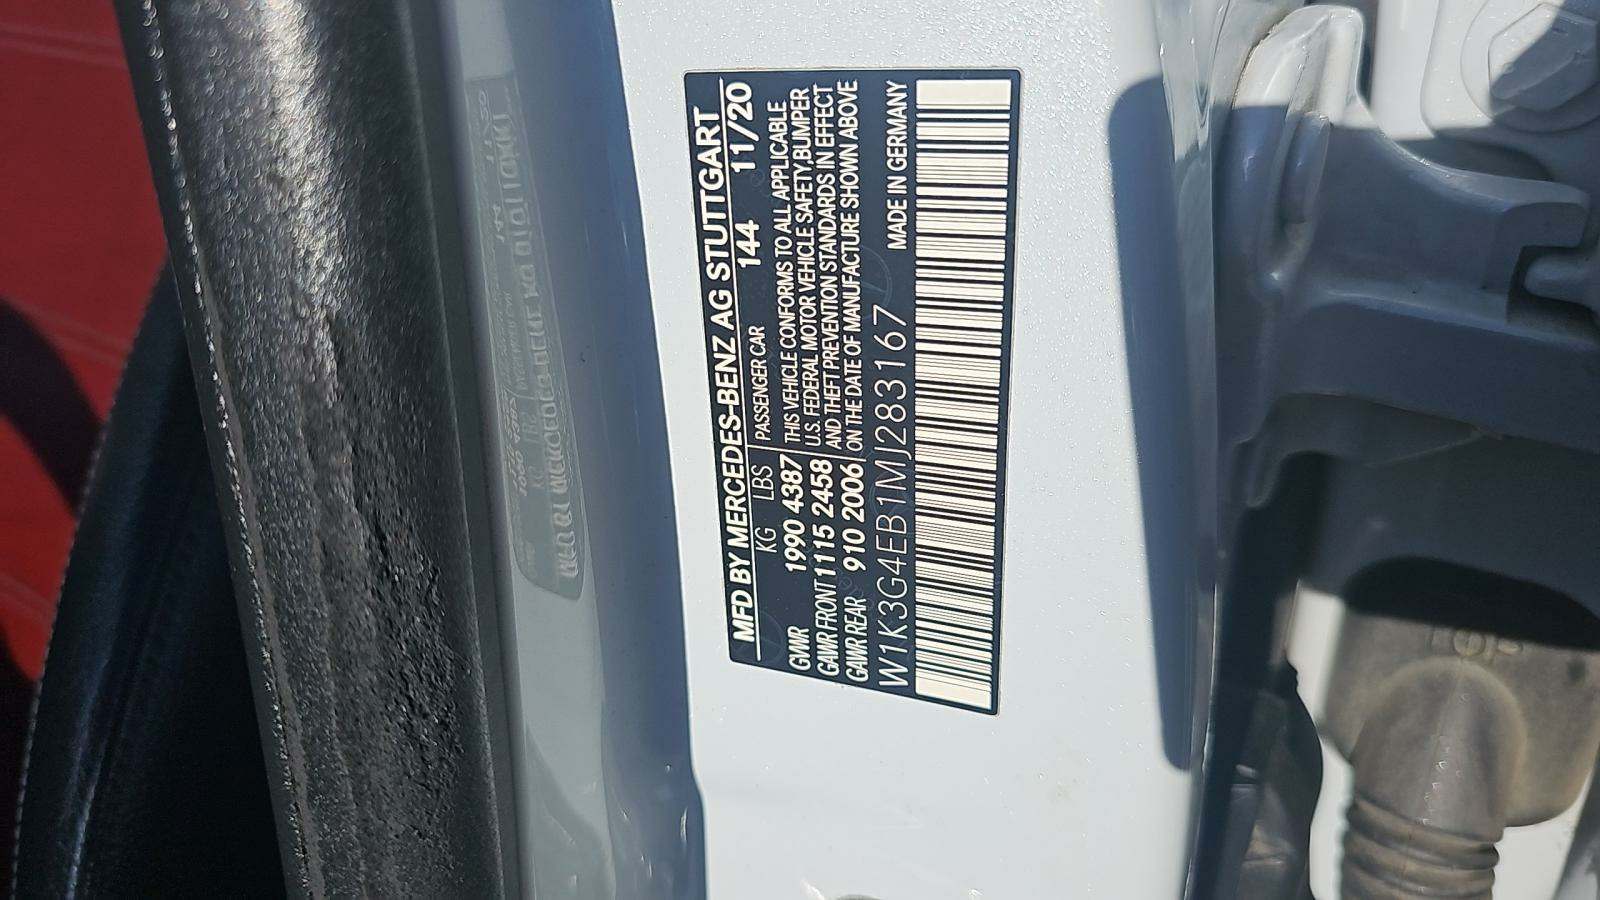 MFD BY MERCEDES-BENZ AG STUTTGART
KG LBS PASSENGER CAR 144 11/20
GVWR 1990 4387 THIS VEHICLE CONFORMS TO ALL APPLICABLE
GAWR FRONT 1115 2458 U.S. FEDERAL MOTOR VEHICLE SAFETY,BUMPER
GAWR REAR 910 2006 AND THEFT PREVENTION STANDARDS IN EFFECT
ON THE DATE OF MANUFACTURE SHOWN ABOVE
W1K3G4EB1MJ283167 MADE IN GERMANY